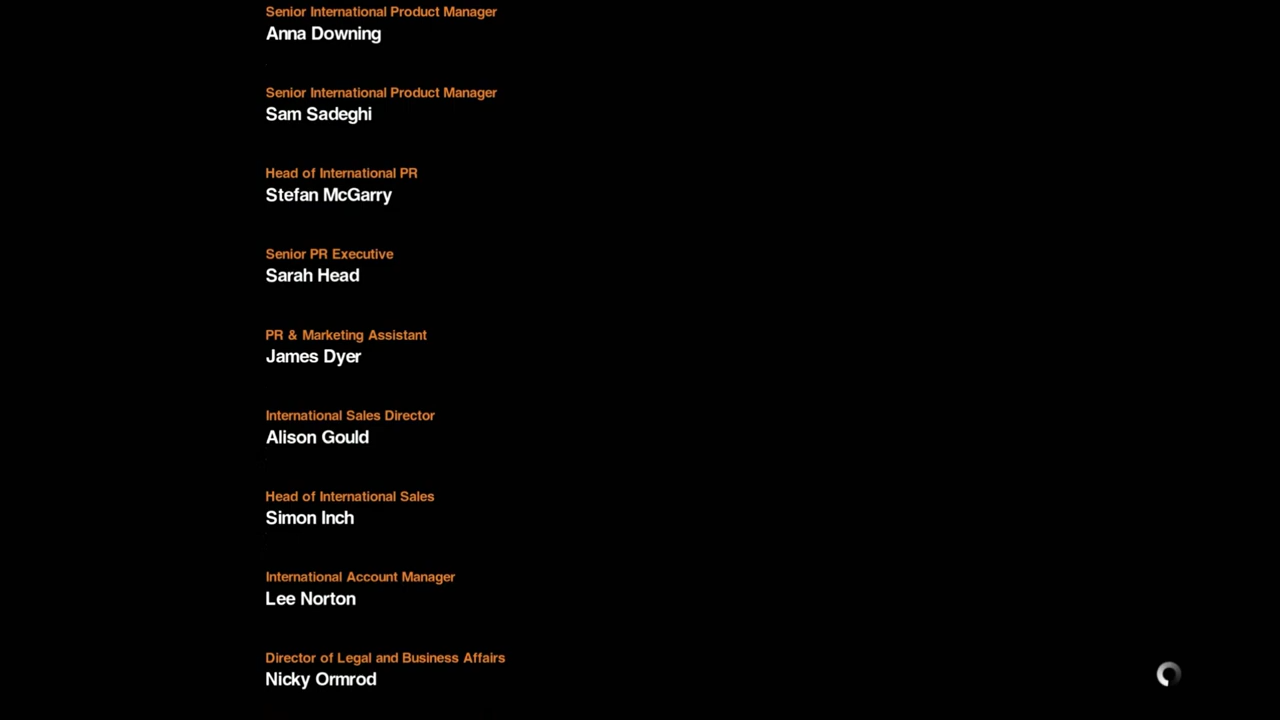 Senior International Product Manager
Anna Downing
Senior International Product Manager
Sam Sadeghi
Head of International PR
Stefan McGarry
Senior PR Executive
Sarah Head
PR & Marketing Assistant
James Dyer
International Sales Director
Alison Gould
Head of International Sales
Simon Inch
International Account Manager
Lee Norton
Director of Legal and Business Affairs
Nicky Ormrod